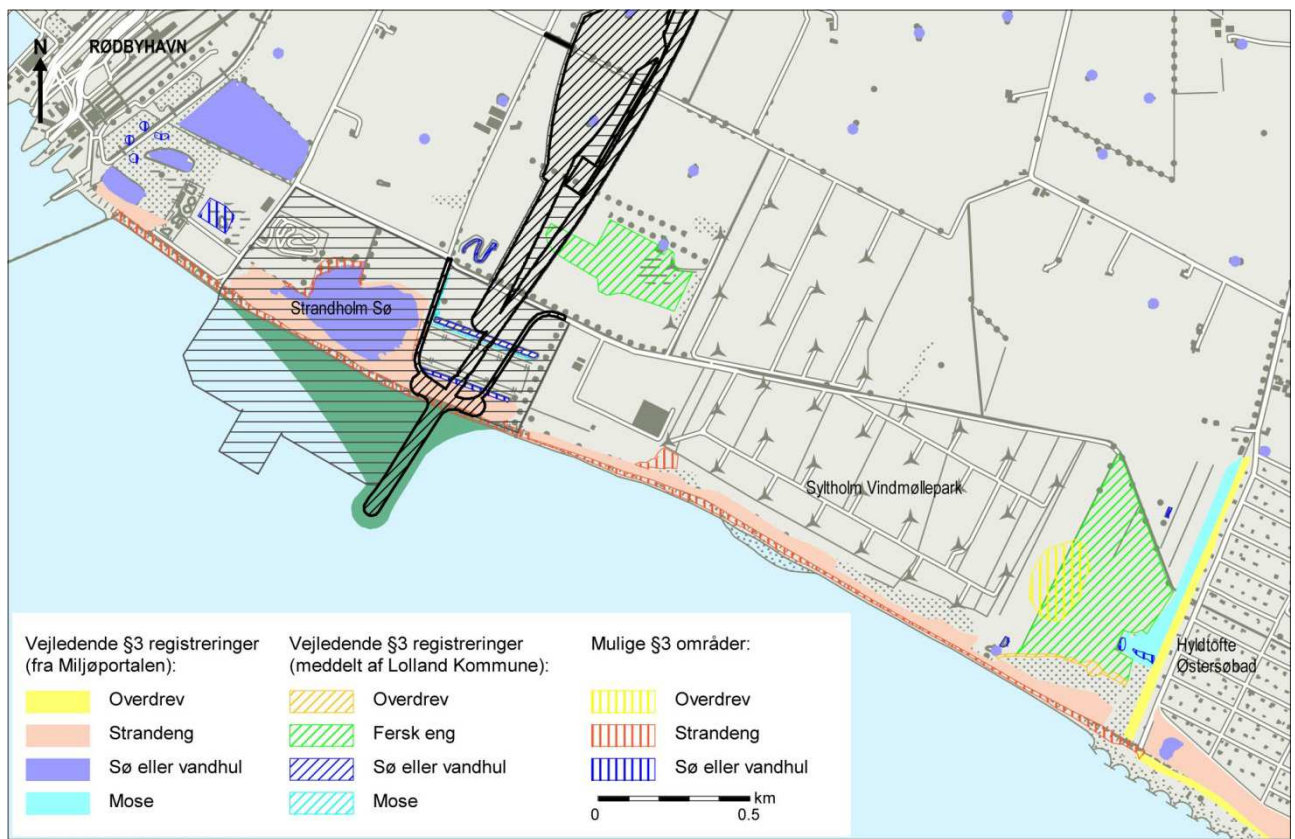 RØDBYHAVN
N
Strandholm Sø
Syltholm Vindmøllepark
Hyldtofte
Østersøbad
Vejledende §3 registreringer
(fra Miljøportalen):
Overdrev
Strandeng
Sø eller vandhul
Mose
Vejledende §3 registreringer
(meddelt af Lolland Kommune):
Overdrev
Fersk eng
Sø eller vandhul
Mose
Mulige §3 områder:
Overdrev
Strandeng
Sø eller vandhul
km
0 0.5